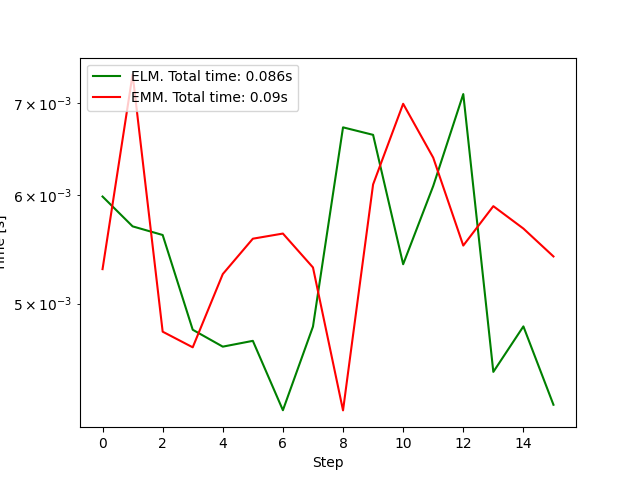 ELM. Total time: 0.086s
EMM. Total time: 0.09s
7 × 10⁻³
6 × 10⁻³
5 × 10⁻³
Time [s]
0 2 4 6 8 10 12 14
Step